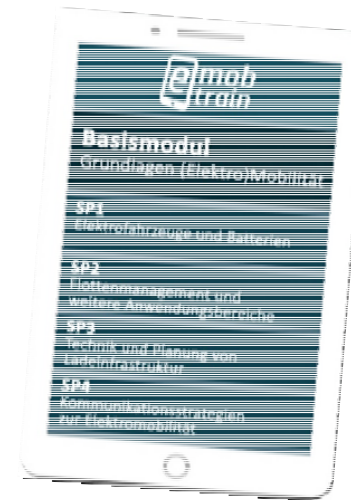 emob
train
Basismodul
Grundlagen (Elektro)Mobilität
SP1
Elektrofahrzeuge und Batterien
SP2
Flottenmanagement und
weitere Anwendungsbereiche
SP3
Technik und Planung von
Ladeinfrastruktur
SP4
Kommunikationsstrategien
zur Elektromobilität